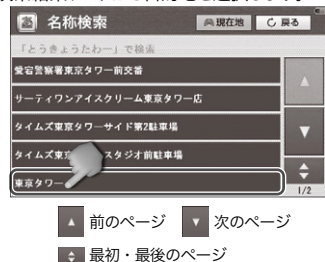 名称検索
現在地
戻る
「とうきょうたわー」で検索
愛宕警察署東京タワー前交番
サーティワンアイスクリーム東京タワー店
タイムズ東京タワーサイド第2駐車場
タイムズ東京 スタジオ前駐車場
東京タワー
1/2
前のページ 次のページ
最初・最後のページ